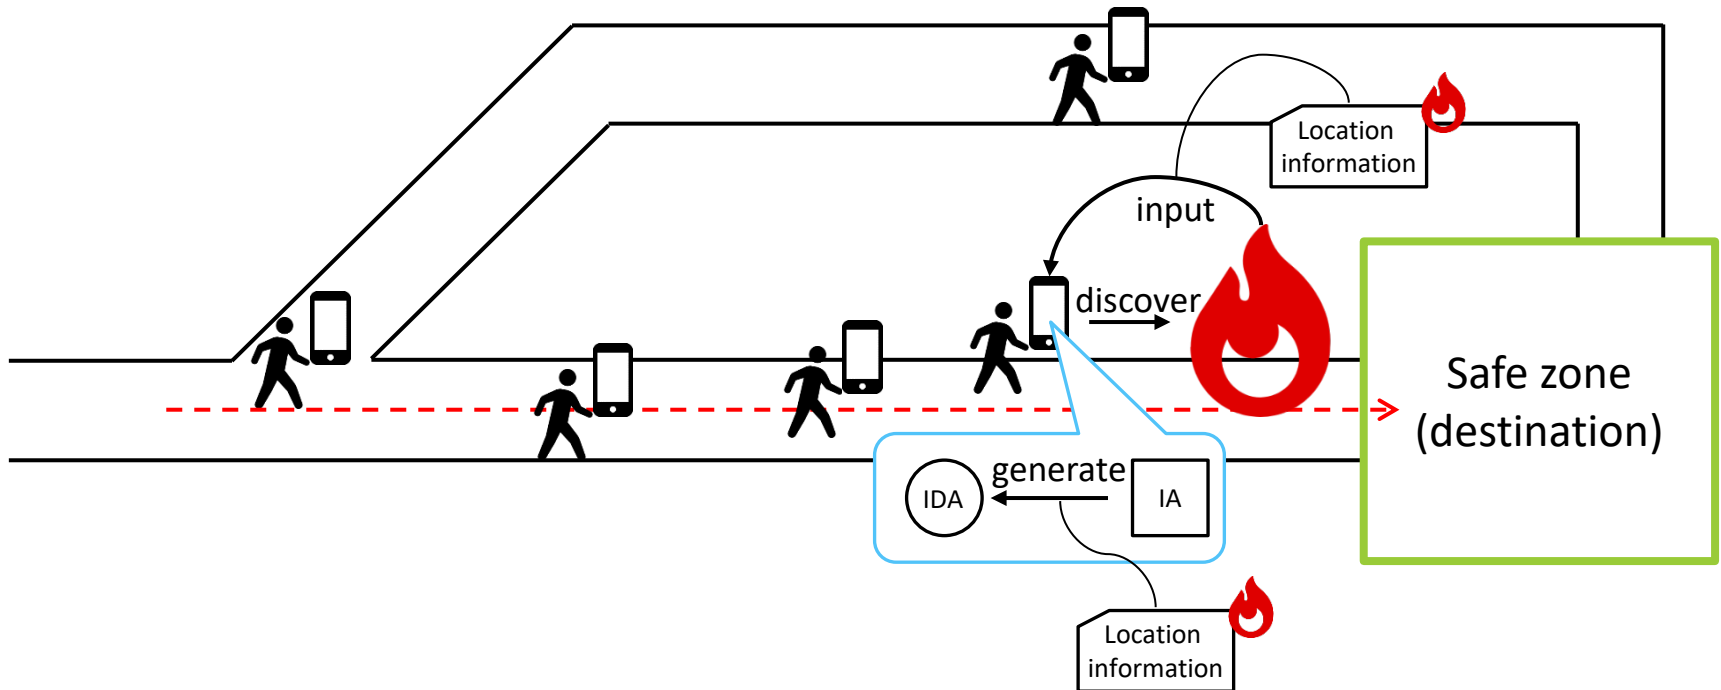 Location
information
input
discover
Safe zone
(destination)
generate
IDA
IA
Location
information